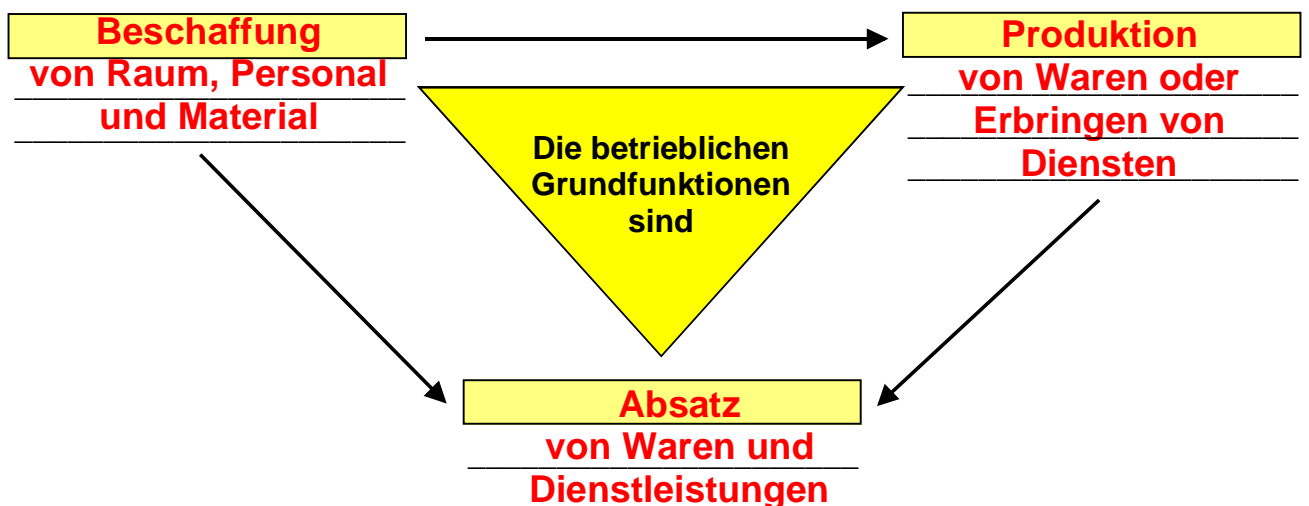 Beschaffung
von Raum, Personal
und Material
Produktion
von Waren oder
Erbringen von
Diensten
Die betrieblichen
Grundfunktionen
sind
Absatz
von Waren und
Dienstleistungen